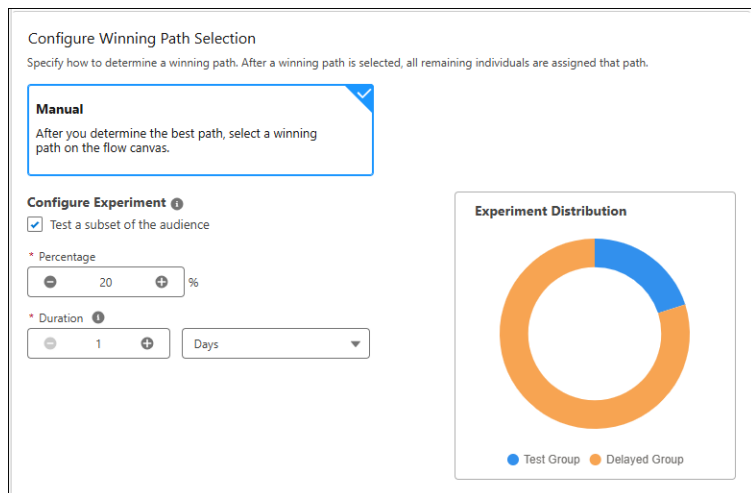 Configure Winning Path Selection
Specify how to determine a winning path. After a winning path is selected, all remaining individuals are assigned that path.
Manual
After you determine the best path, select a winning
path on the flow canvas.
Configure Experiment
Test a subset of the audience
* Percentage
20 %
* Duration
1 Days
Experiment Distribution
Test Group Delayed Group